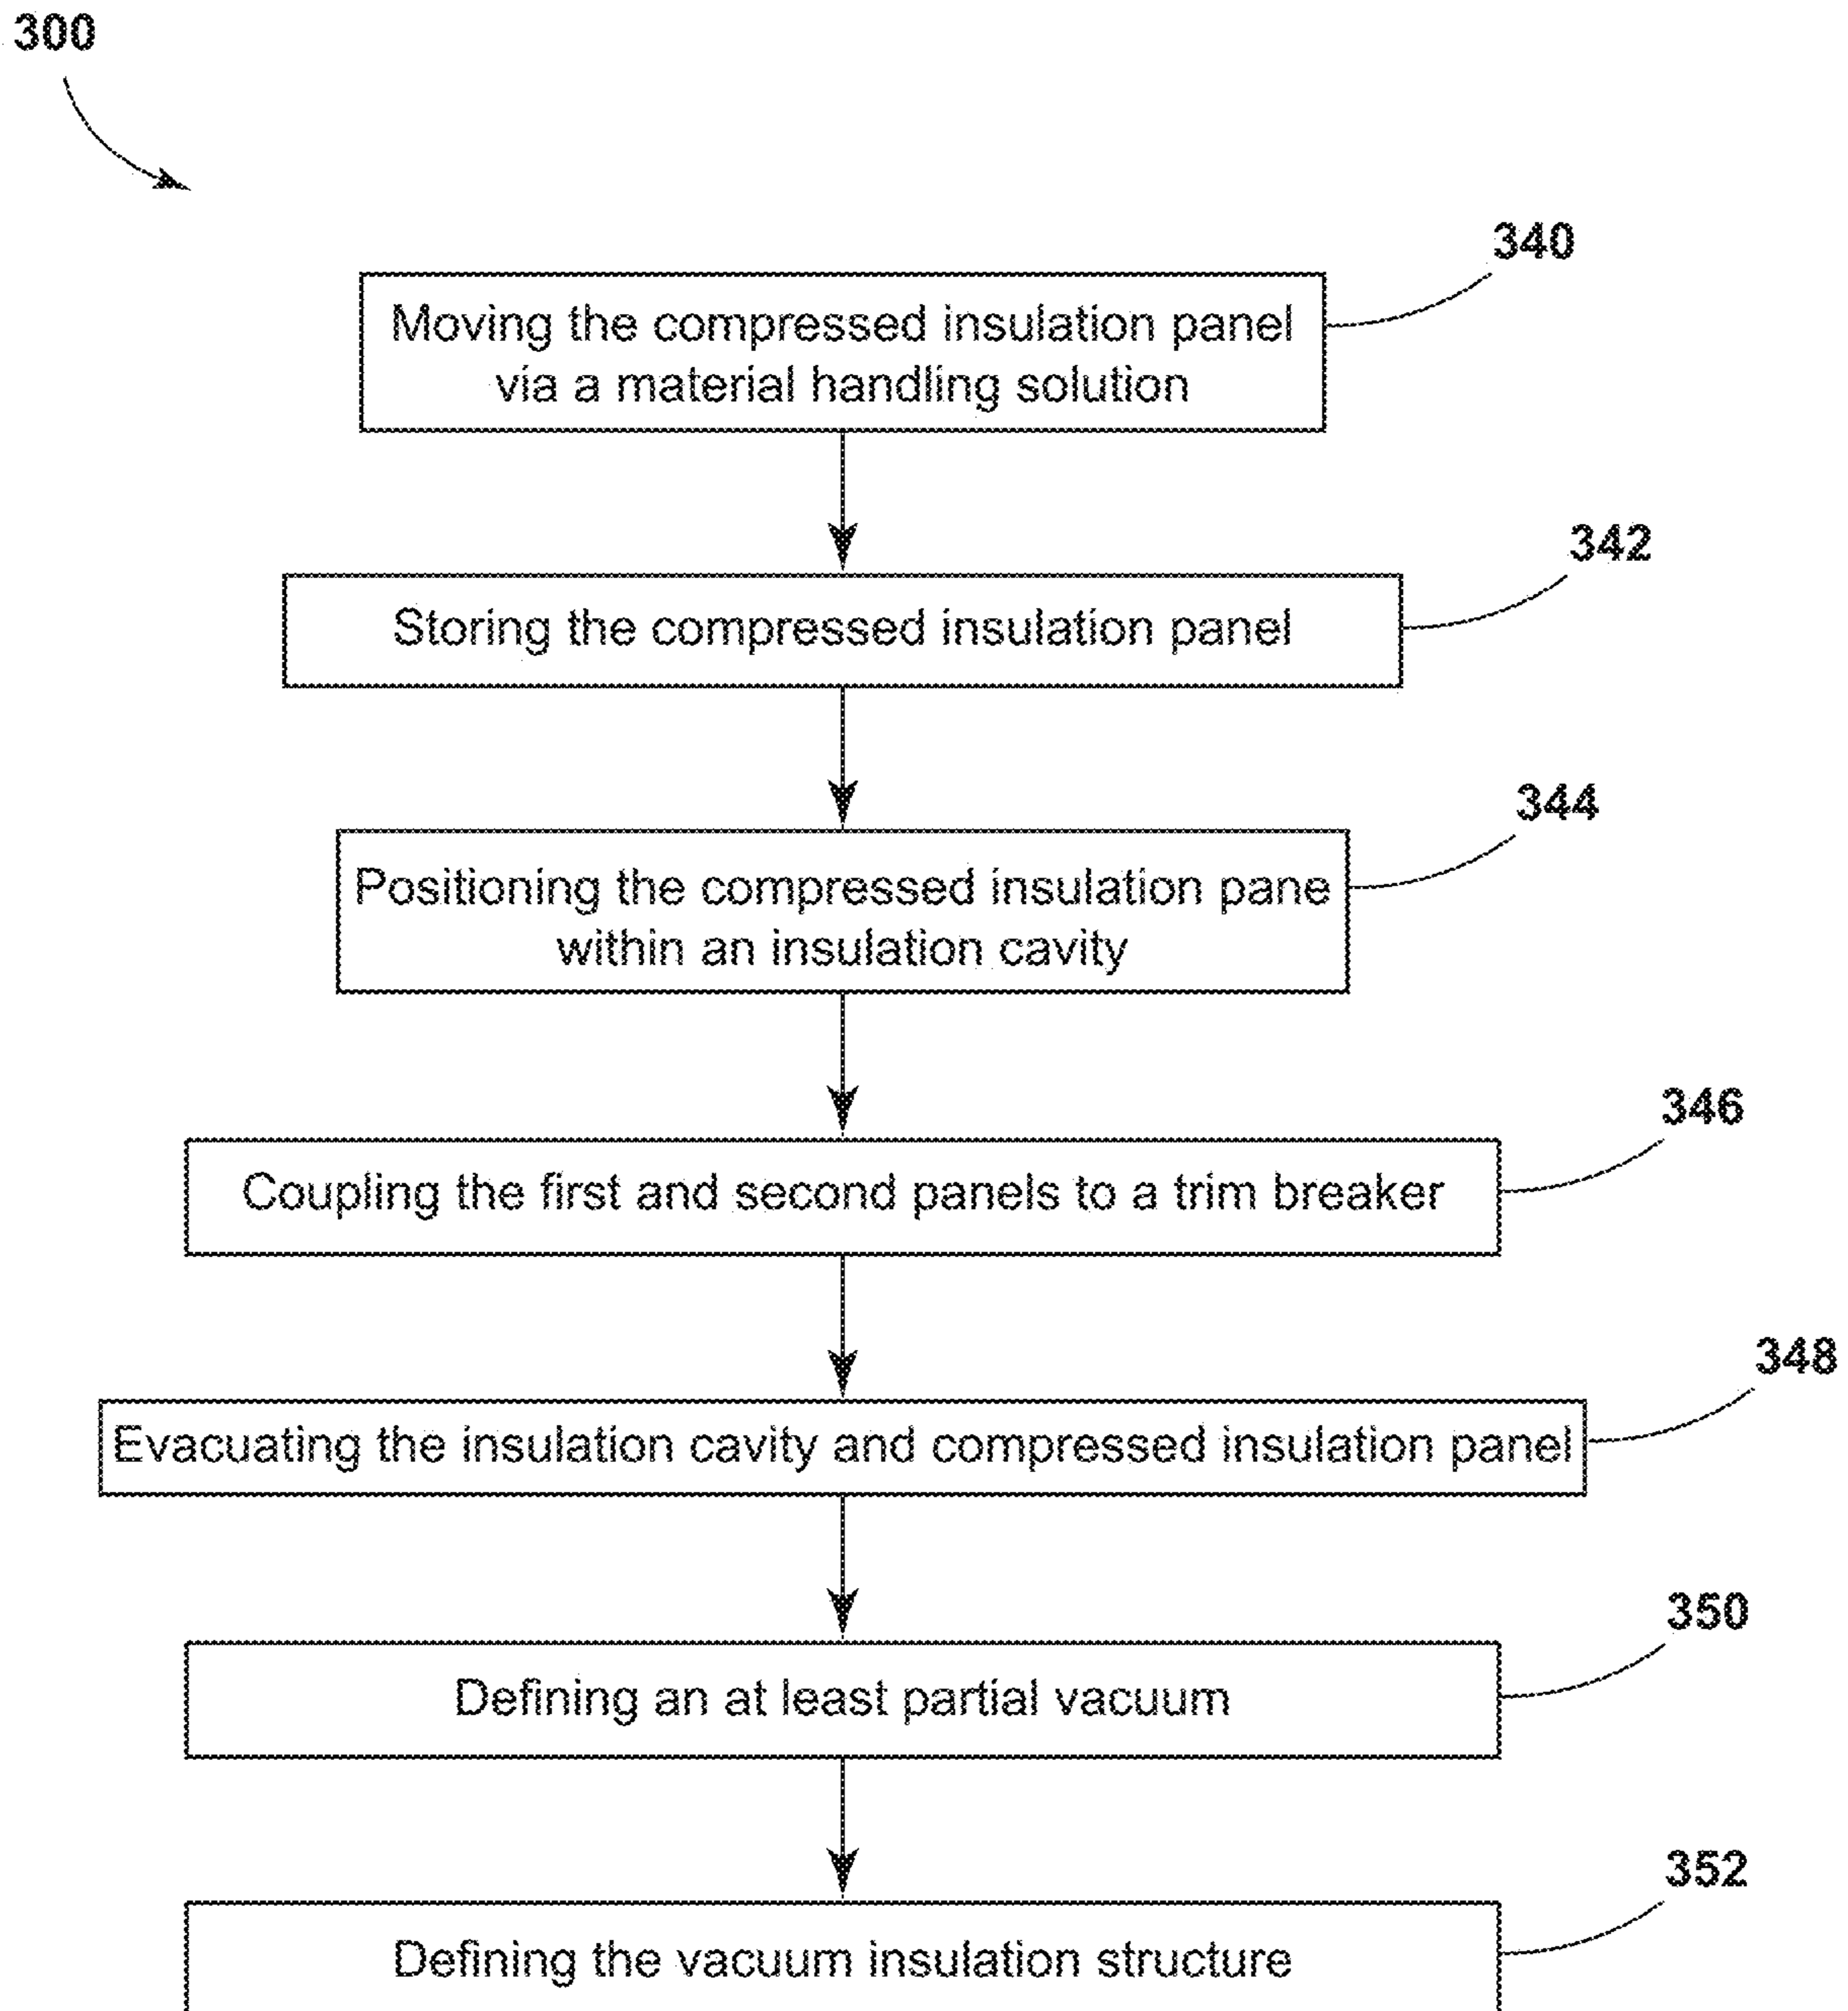 300
340
Moving the compressed insulation panel
via a material handling solution
342
Storing the compressed insulation panel
344
Positioning the compressed insulation pane
within an insulation cavity
346
Coupling the first and second panels to a trim breaker
348
Evacuating the insulation cavity and compressed insulation panel
350
Defining an at least partial vacuum
352
Defining the vacuum insulation structure